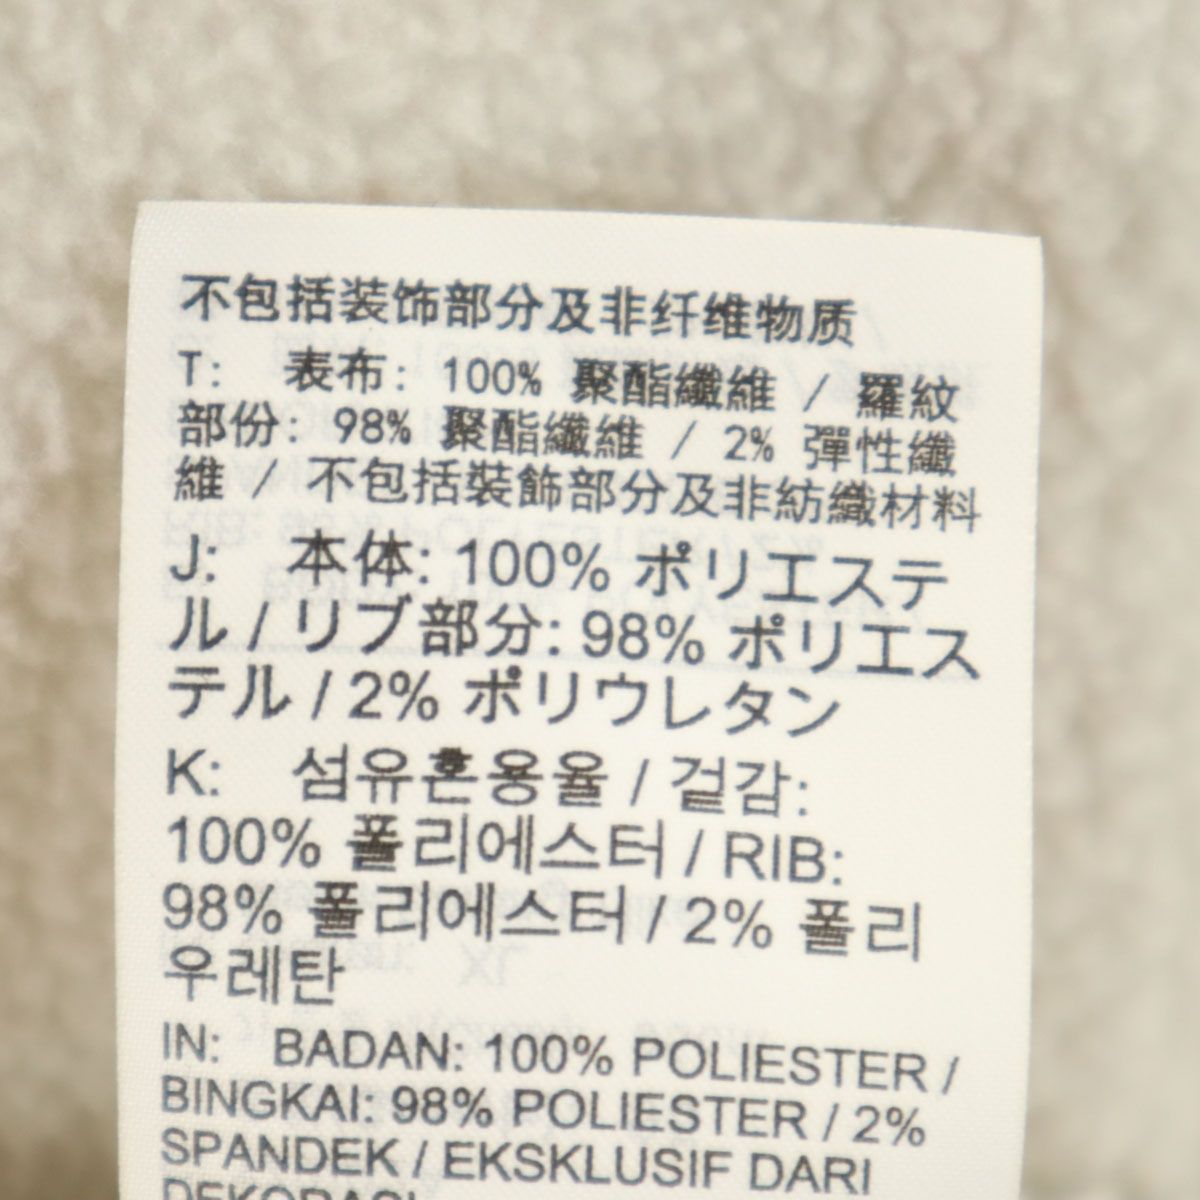 不包括装饰部分及非纤维物质
T: 表布: 100% 聚酯纖維 / 羅紋
部份: 98% 聚酯纖維 / 2% 彈性纖
維 / 不包括裝飾部分及非紡織材料
J: 本体: 100% ポリエステ
ル / リブ部分: 98% ポリエス
テル / 2% ポリウレタン
K: 섬유혼용율 / 겉감:
100% 폴리에스터 / RIB:
98% 폴리에스터 / 2% 폴리
우레탄
IN: BADAN: 100% POLIESTER /
BINGKAI: 98% POLIESTER / 2%
SPANDEK / EKSKLUSIF DARI
DEKORASI